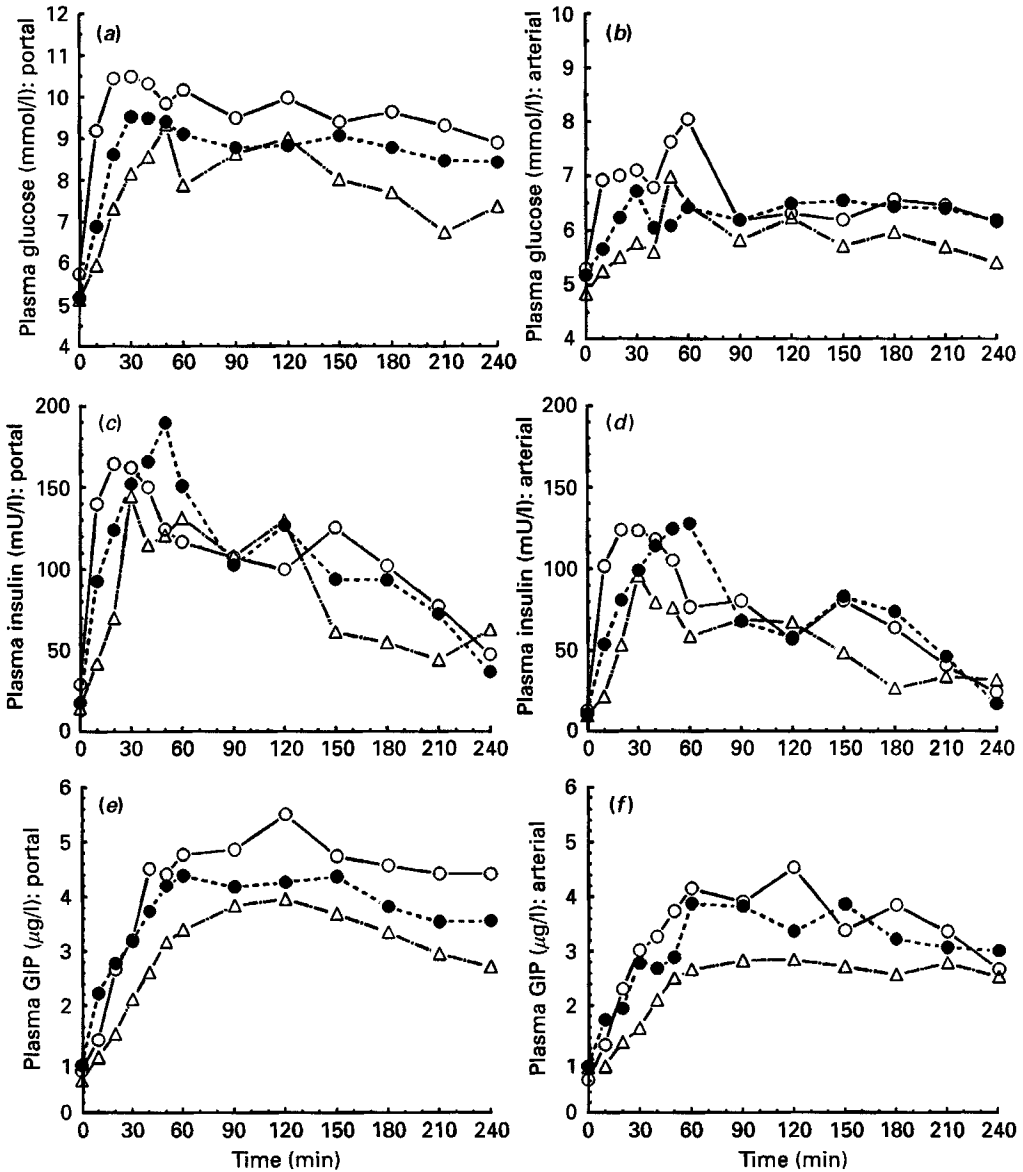 (a)
Plasma glucose (mmol/l): portal
12
11
10
9
8
7
6
5
4
0 30 60 90 120 150 180 210 240
(b)
Plasma glucose (mmol/l): arterial
10
9
8
7
6
5
4
0 30 60 90 120 150 180 210 240
(c)
Plasma insulin (mU/l): portal
200
150
100
50
0
0 30 60 90 120 150 180 210 240
(d)
Plasma insulin (mU/l): arterial
200
150
100
50
0
0 30 60 90 120 150 180 210 240
(e)
Plasma GIP (μg/l): portal
6
5
4
3
2
1
0
0 30 60 90 120 150 180 210 240
Time (min)
(f)
Plasma GIP (μg/l): arterial
6
5
4
3
2
1
0
0 30 60 90 120 150 180 210 240
Time (min)